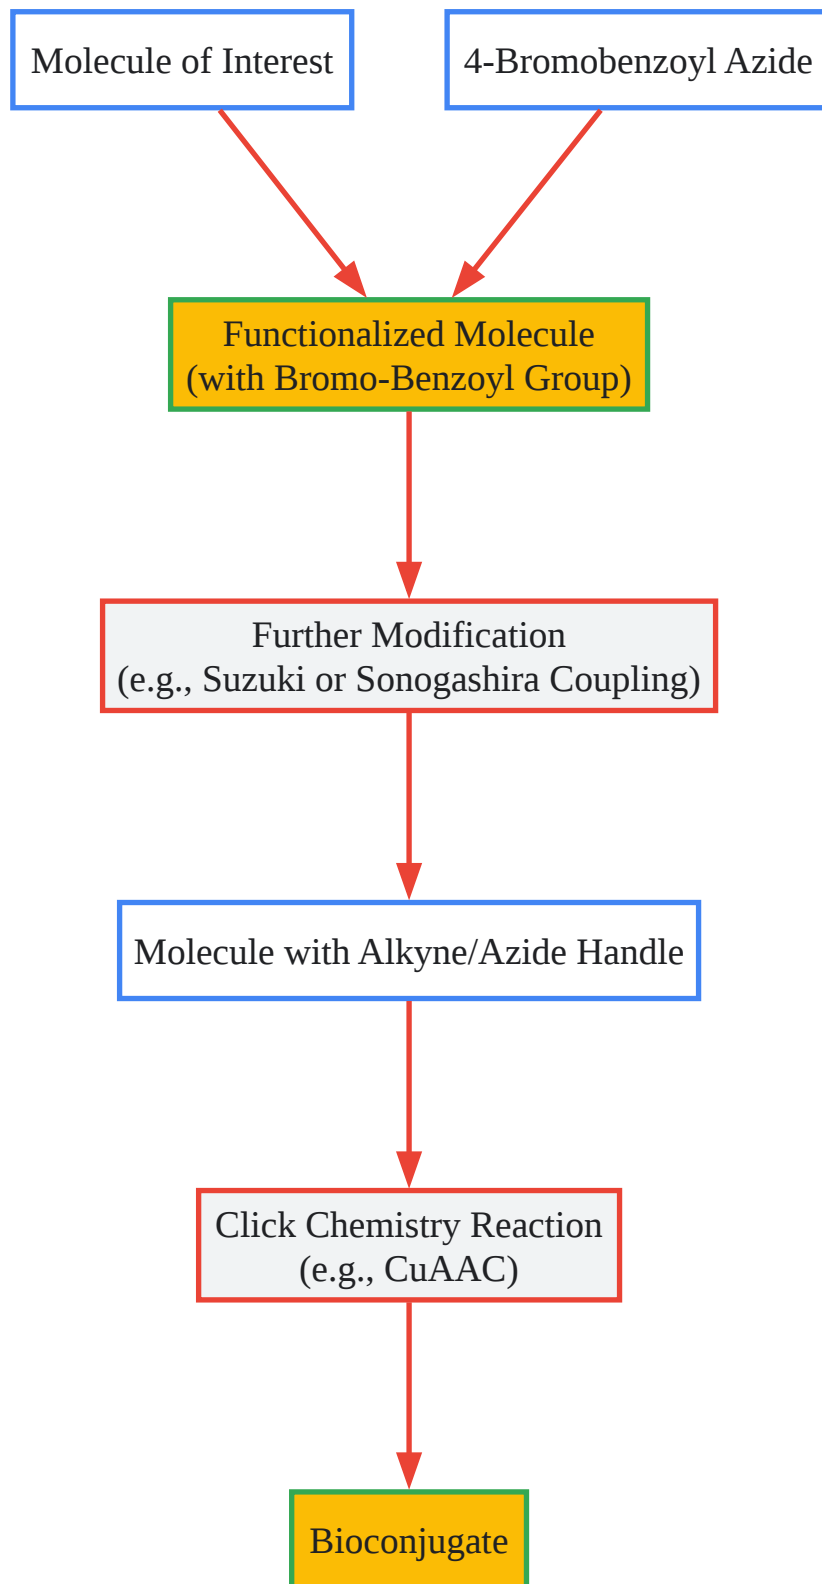 Molecule of Interest
4-Bromobenzoyl Azide
Functionalized Molecule
(with Bromo-Benzoyl Group)
Further Modification
(e.g., Suzuki or Sonogashira Coupling)
Molecule with Alkyne/Azide Handle
Click Chemistry Reaction
(e.g., CuAAC)
Bioconjugate